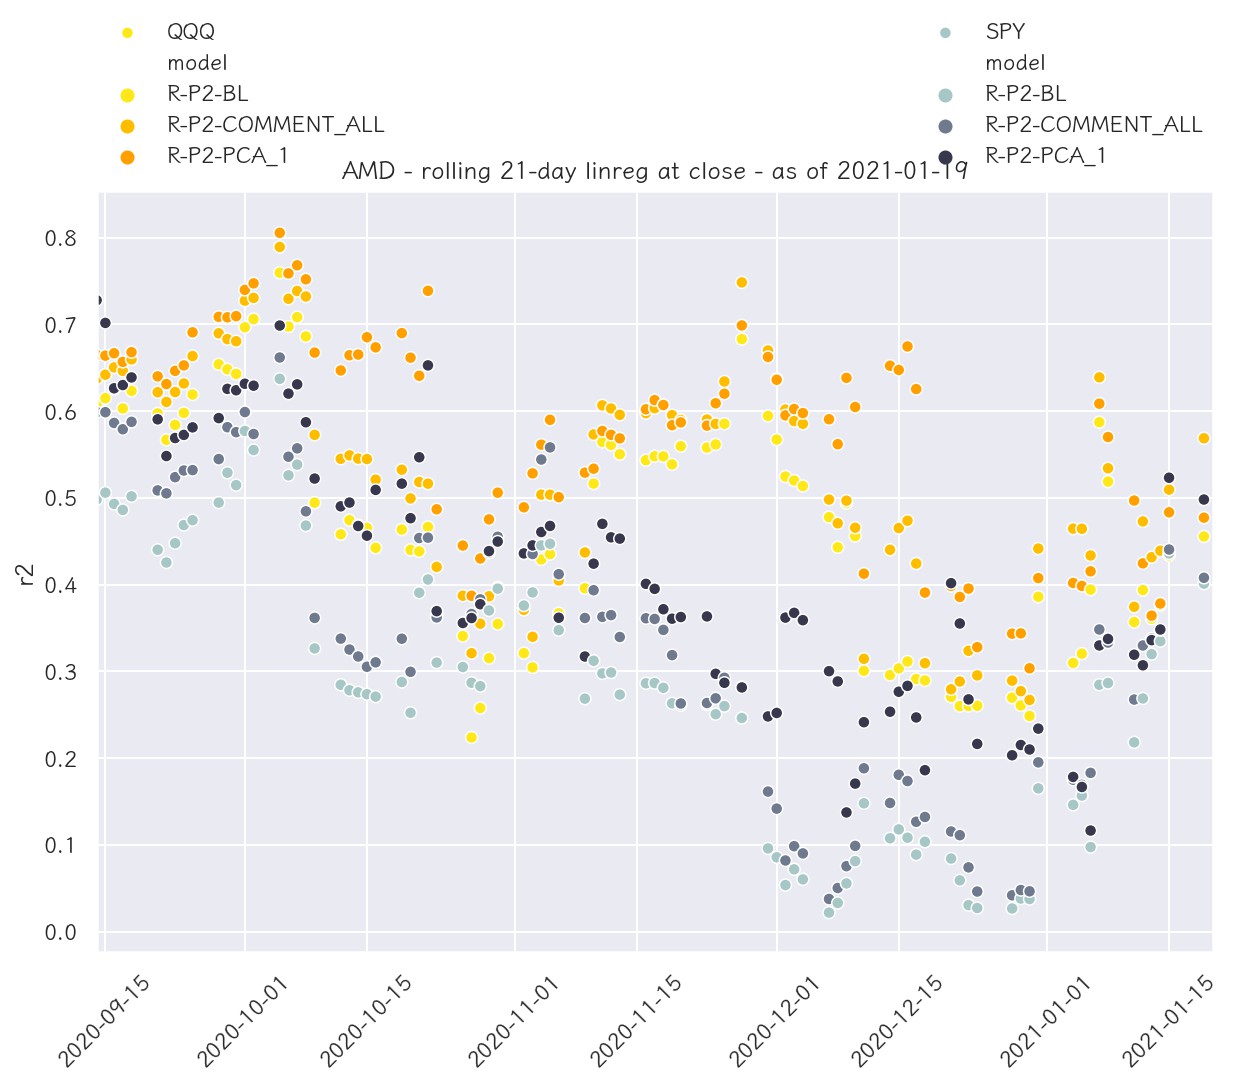 QQQ
model
R-P2-BL
R-P2-COMMENT_ALL
R-P2-PCA_1
SPY
model
R-P2-BL
R-P2-COMMENT_ALL
R-P2-PCA_1
AMD - rolling 21-day linreg at close - as of 2021-01-19
0.8
0.7
0.6
0.5
0.4
0.3
0.2
0.1
0.0
r2
2020-09-15
2020-10-01
2020-10-15
2020-11-01
2020-11-15
2020-12-01
2020-12-15
2021-01-01
2021-01-15